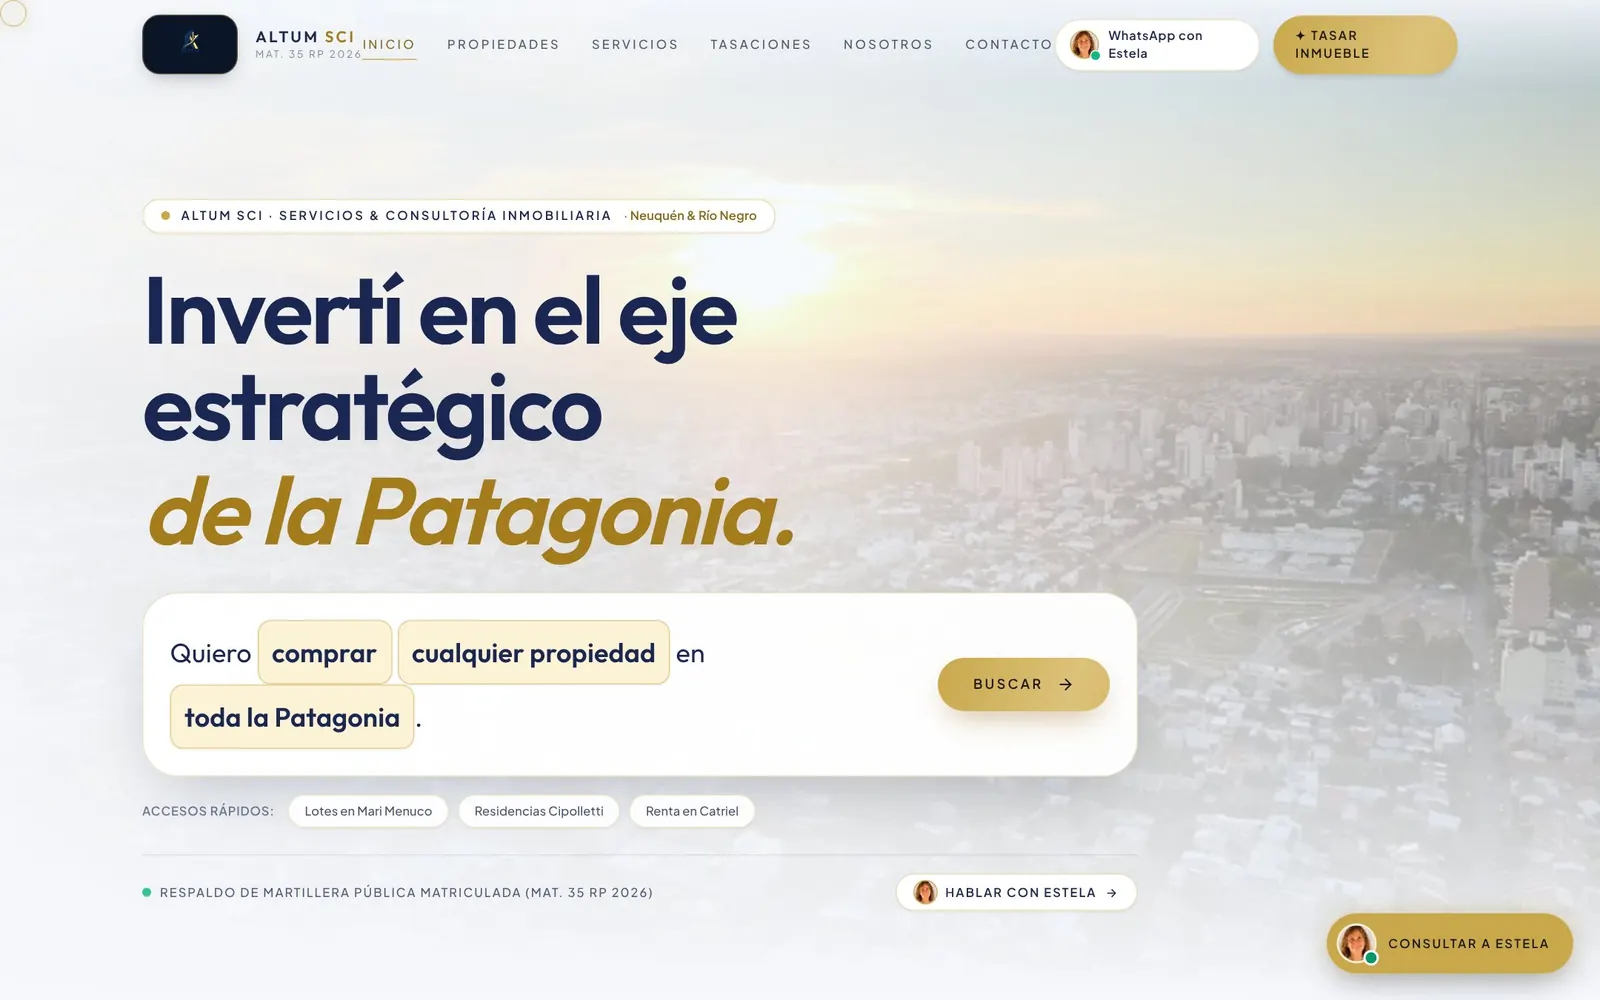 ALTUM SCI
MAT. 35 RP 2026
INICIO
PROPIEDADES
SERVICIOS
TASACIONES
NOSOTROS
CONTACTO
WhatsApp con
Estela
✦ TASAR
INMUEBLE
ALTUM SCI · SERVICIOS & CONSULTORÍA INMOBILIARIA · Neuquén & Río Negro
Invertí en el eje
estratégico
de la Patagonia.
Quiero comprar cualquier propiedad en
toda la Patagonia .
BUSCAR →
ACCESOS RÁPIDOS:
Lotes en Mari Menuco
Residencias Cipolletti
Renta en Catriel
RESPALDO DE MARTILLERA PÚBLICA MATRICULADA (MAT. 35 RP 2026)
HABLAR CON ESTELA →
CONSULTAR A ESTELA